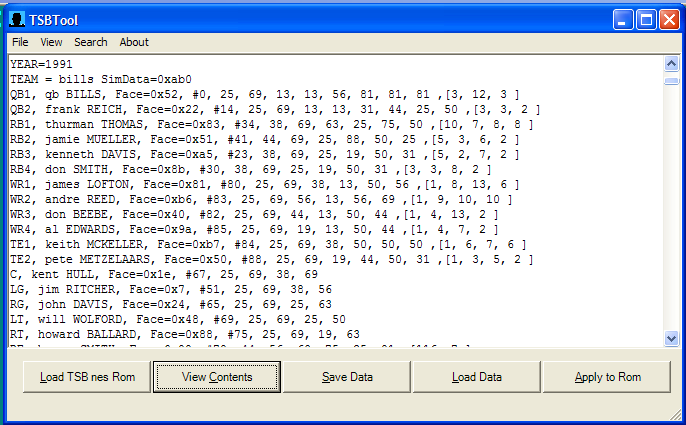 TSBTool
File View Search About
YEAR=1991
TEAM = bills SimData=0xab0
QB1, qb BILLS, Face=0x52, #0, 25, 69, 13, 13, 56, 81, 81, 81 ,[3, 12, 3 ]
QB2, frank REICH, Face=0x22, #14, 25, 69, 13, 13, 31, 44, 25, 50 ,[3, 3, 2 ]
RB1, thurman THOMAS, Face=0x83, #34, 38, 69, 63, 25, 75, 50 ,[10, 7, 8, 8 ]
RB2, jamie MUELLER, Face=0x51, #41, 44, 69, 25, 88, 50, 25 ,[5, 3, 6, 2 ]
RB3, kenneth DAVIS, Face=0xa5, #23, 38, 69, 25, 19, 50, 31 ,[5, 2, 7, 2 ]
RB4, don SMITH, Face=0x8b, #30, 38, 69, 25, 19, 50, 31 ,[3, 3, 8, 2 ]
WR1, james LOFTON, Face=0x81, #80, 25, 69, 38, 13, 50, 56 ,[1, 8, 13, 6 ]
WR2, andre REED, Face=0xb6, #83, 25, 69, 56, 13, 56, 69 ,[1, 9, 10, 10 ]
WR3, don BEEBE, Face=0x40, #82, 25, 69, 44, 13, 50, 44 ,[1, 4, 13, 2 ]
WR4, al EDWARDS, Face=0x9a, #85, 25, 69, 19, 13, 50, 44 ,[1, 4, 7, 2 ]
TE1, keith MCKELLER, Face=0xb7, #84, 25, 69, 38, 50, 50, 50 ,[1, 6, 7, 6 ]
TE2, pete METZELAARS, Face=0x50, #88, 25, 69, 19, 44, 50, 31 ,[1, 3, 5, 2 ]
C, kent HULL, Face=0x1e, #67, 25, 69, 38, 69
LG, jim RITCHER, Face=0x7, #51, 25, 69, 38, 56
RG, john DAVIS, Face=0x24, #65, 25, 69, 25, 63
LT, will WOLFORD, Face=0x48, #69, 25, 69, 25, 50
RT, howard BALLARD, Face=0x88, #75, 25, 69, 19, 63
Load TSB nes Rom View Contents Save Data Load Data Apply to Rom